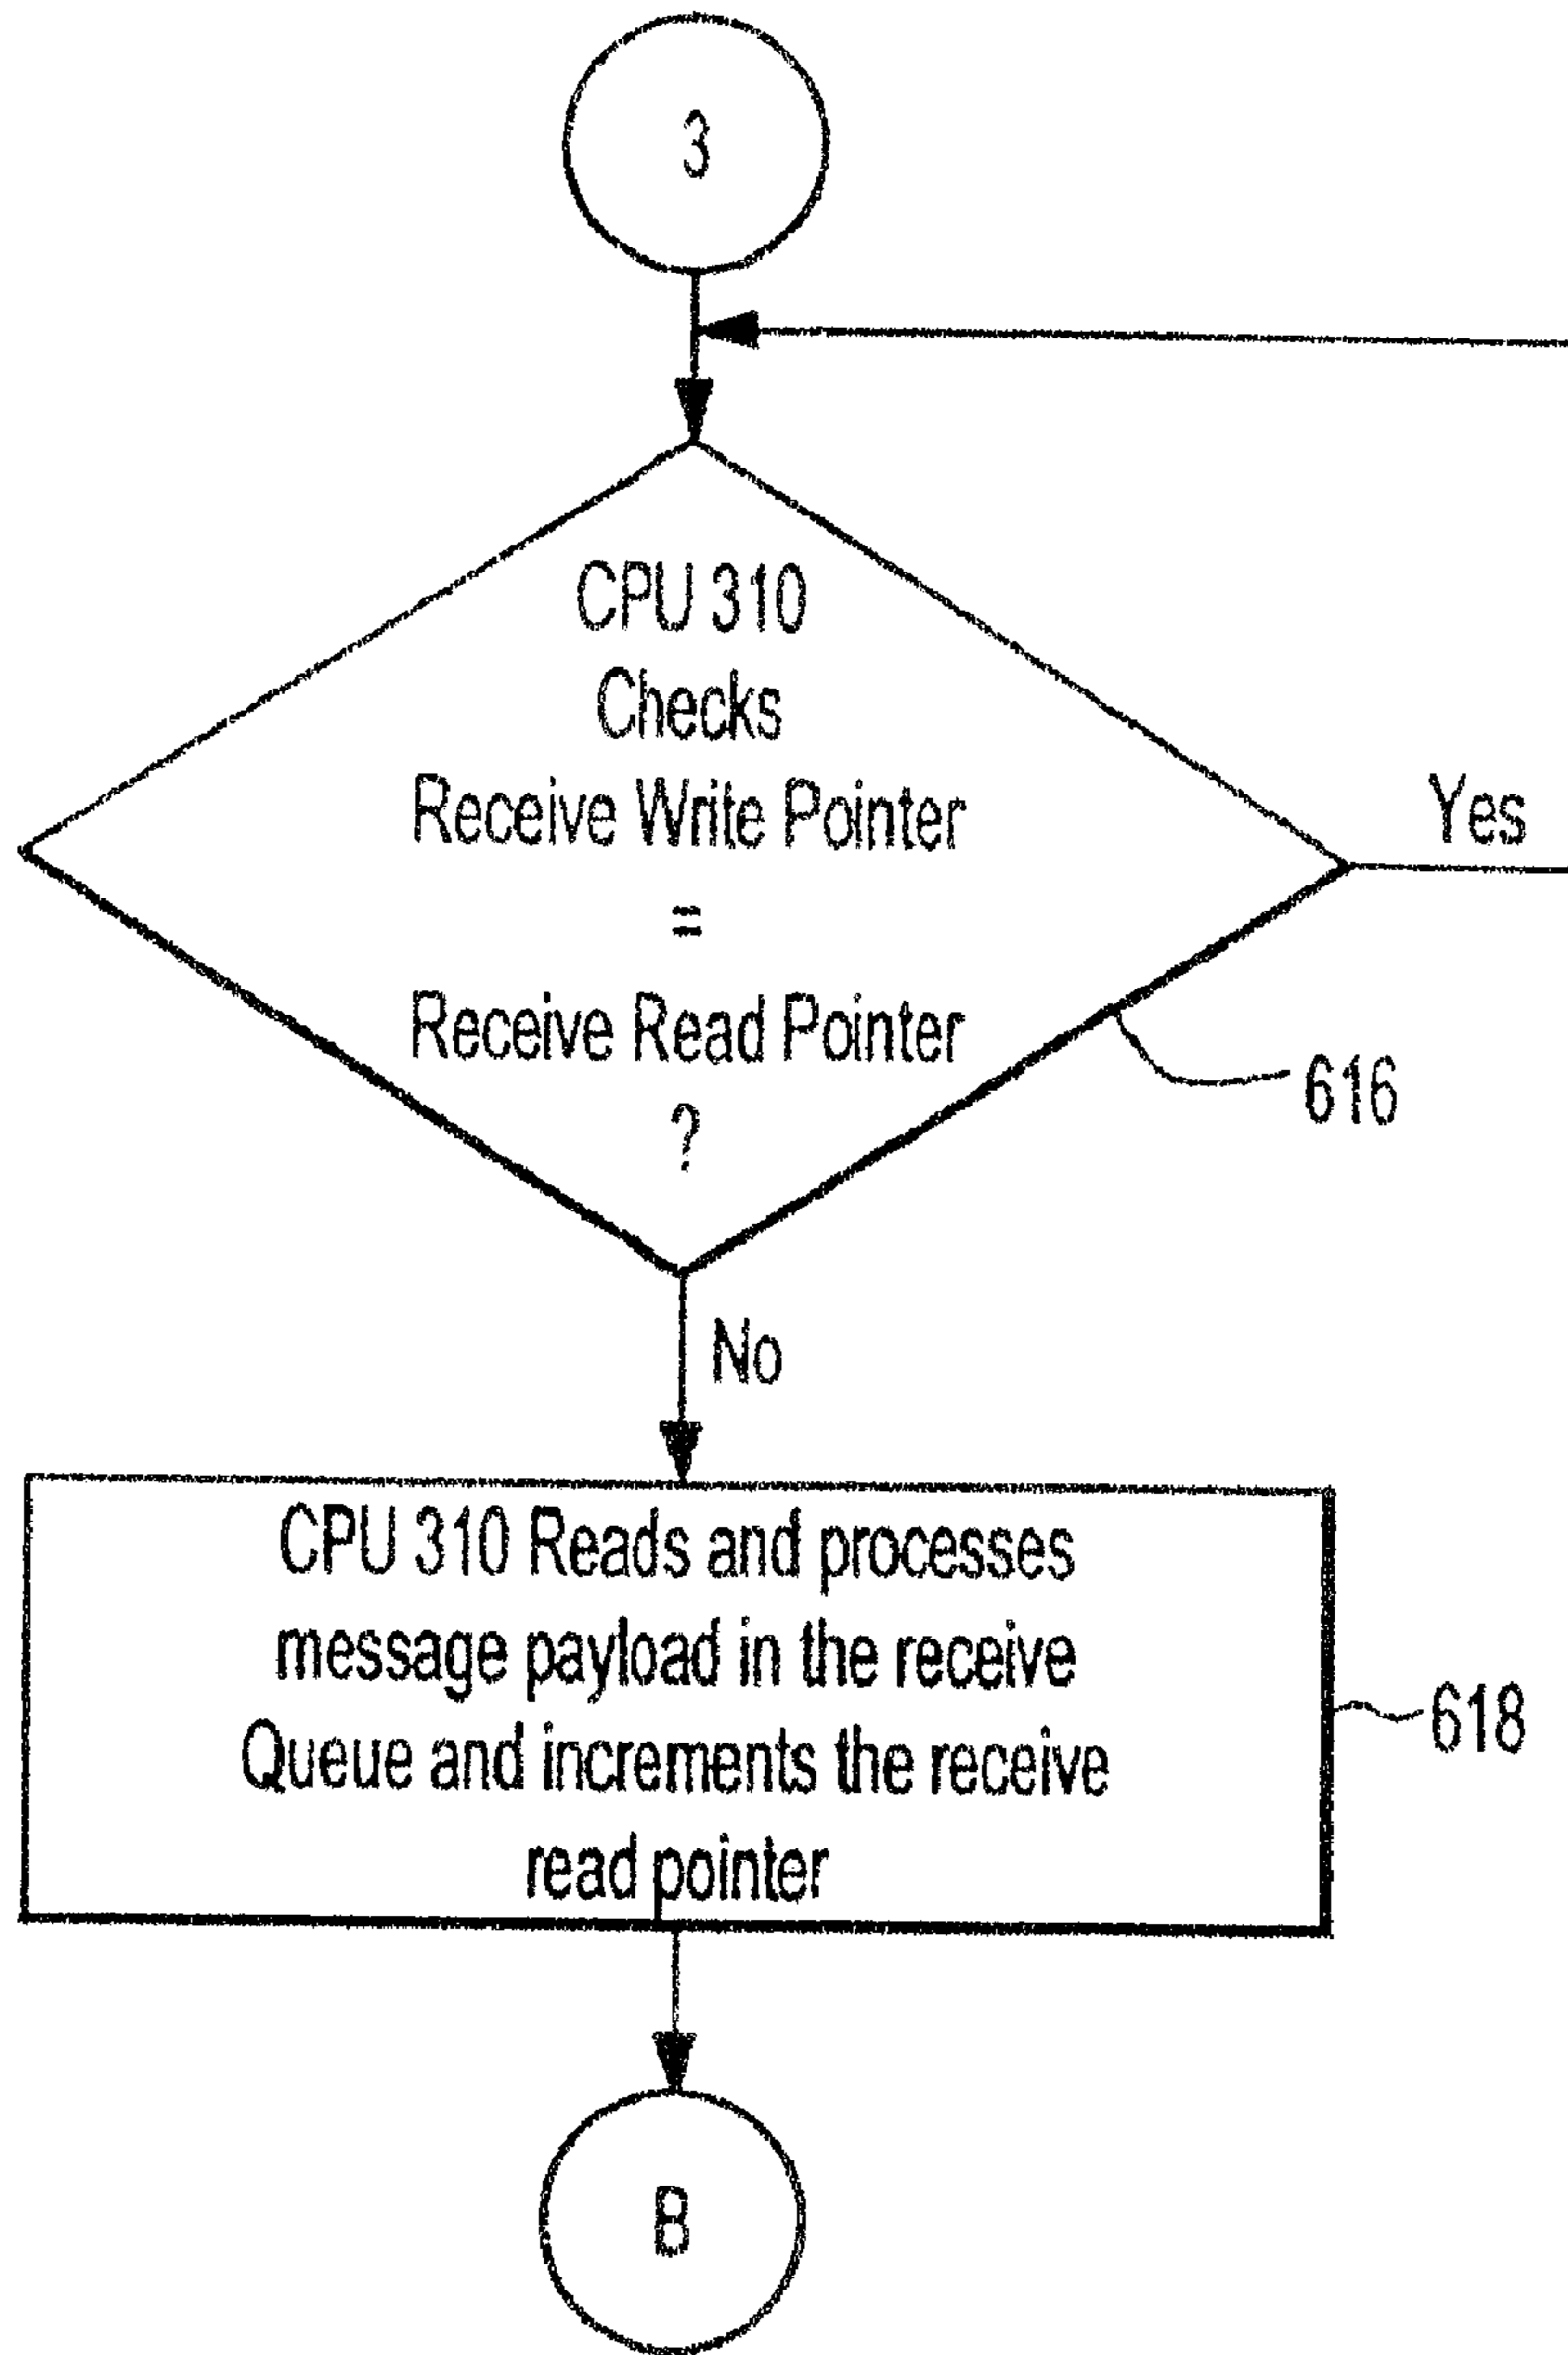 3
CPU 310
Checks
Receive Write Pointer
Yes
=
Receive Read Pointer
616
?
No
CPU 310 Reads and processes
message payload in the receive
618
Queue and increments the receive
read pointer
B